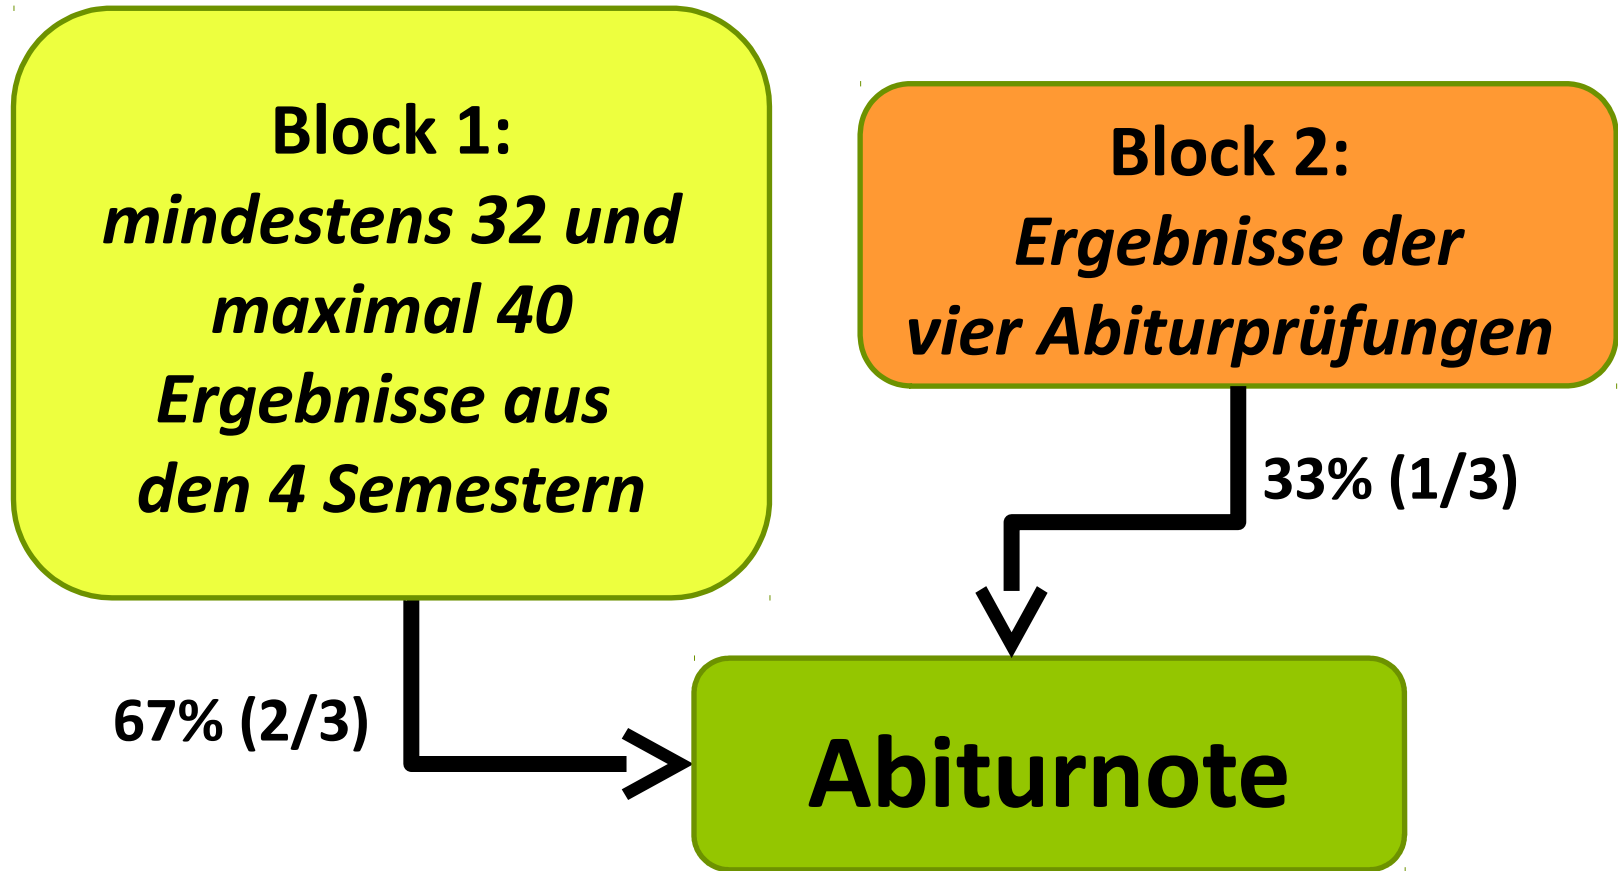 Block 1:
mindestens 32 und
maximal 40
Ergebnisse aus
den 4 Semestern
67% (2/3)
Block 2:
Ergebnisse der
vier Abiturprüfungen
33% (1/3)
Abiturnote